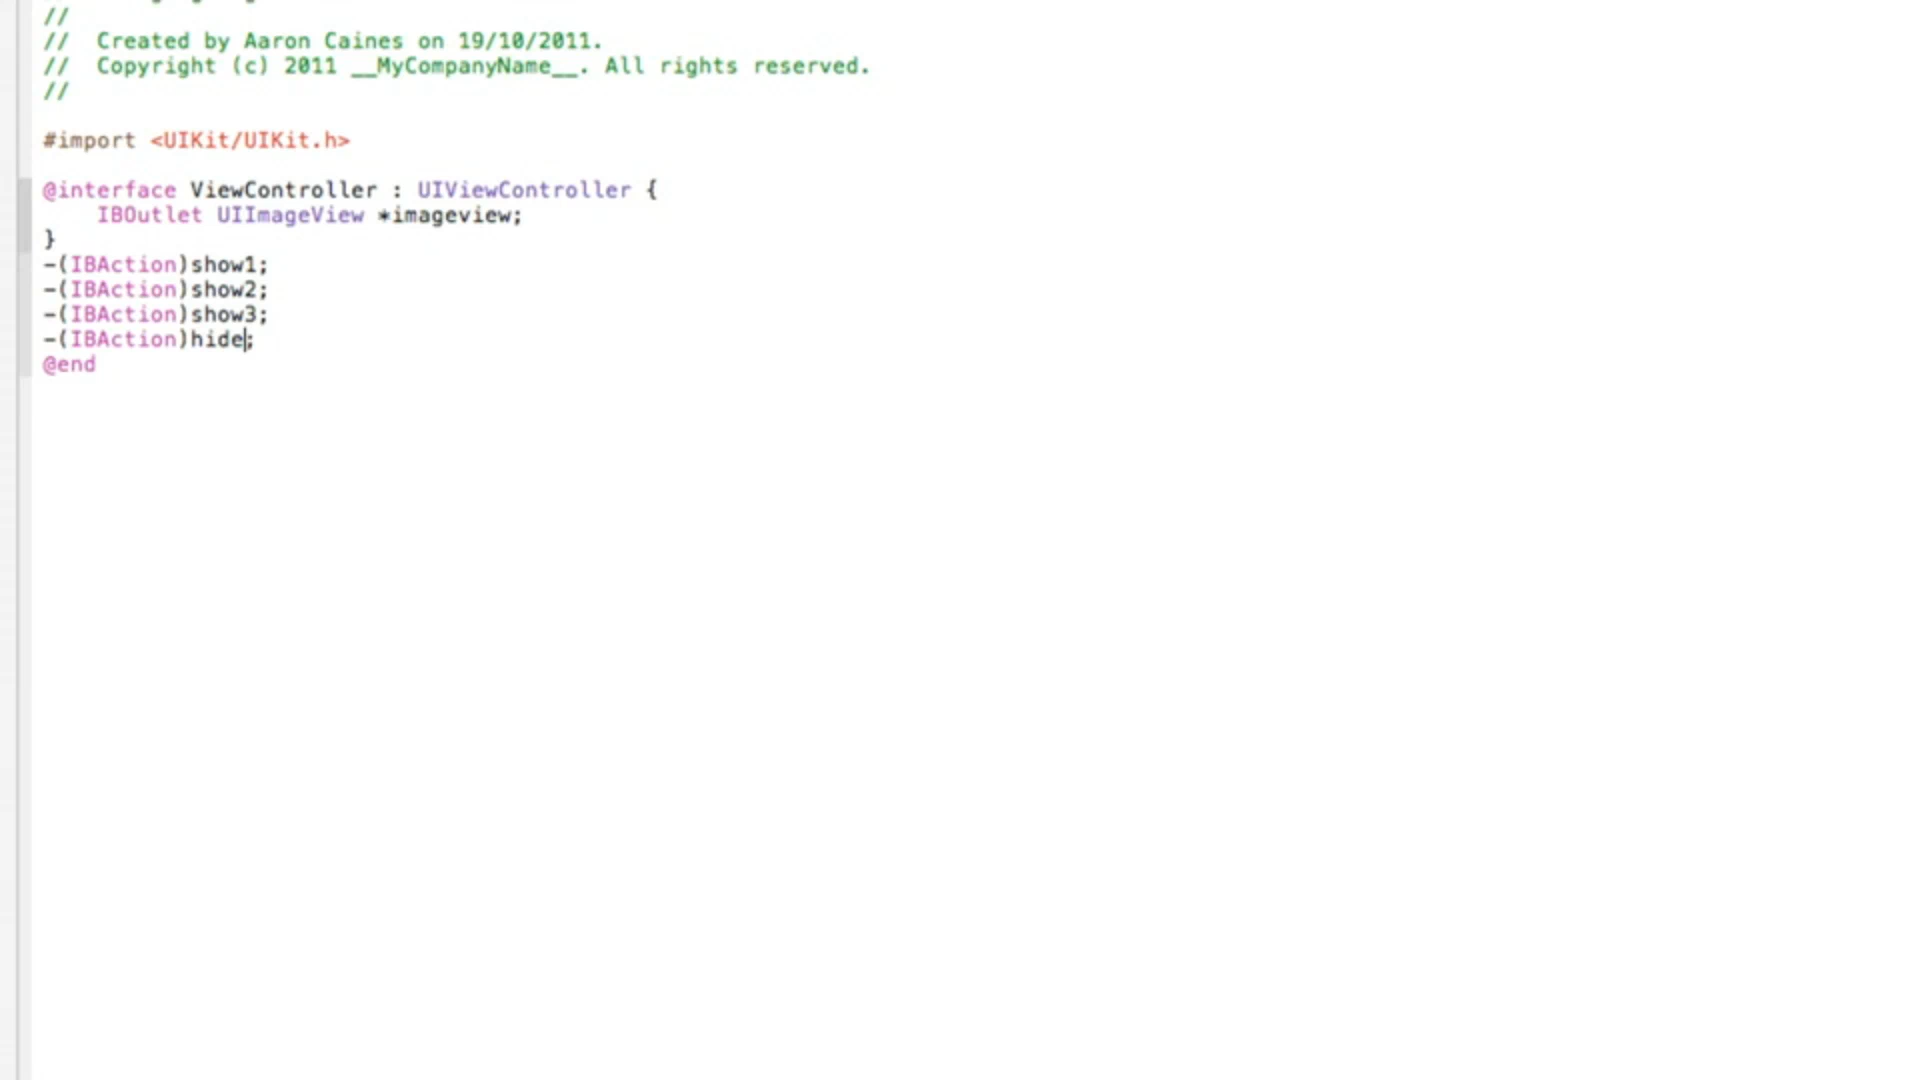 //
//  Created by Aaron Caines on 19/10/2011.
//  Copyright (c) 2011 __MyCompanyName__. All rights reserved.
//
#import <UIKit/UIKit.h>
@interface ViewController : UIViewController {
    IBOutlet UIImageView *imageview;
}
-(IBAction)show1;
-(IBAction)show2;
-(IBAction)show3;
-(IBAction)hide;
@end